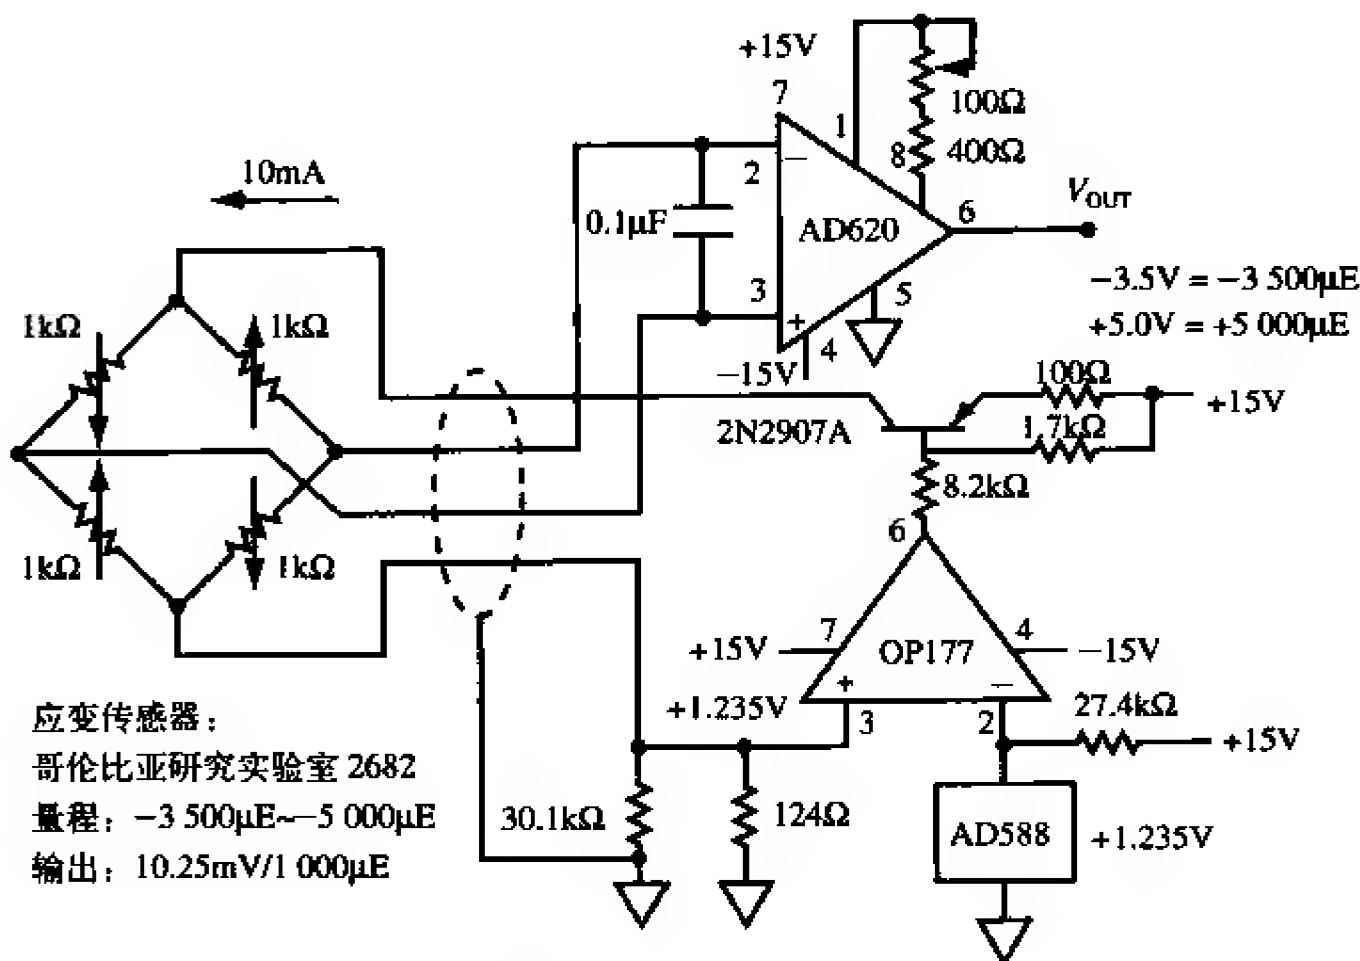 +15V
7
1
100Ω
8
400Ω
2
−
10mA
0.1μF
AD620
6
VOUT
3
+
5
4
−15V
−3.5V = −3 500μE
+5.0V = +5 000μE
1kΩ
1kΩ
100Ω
+15V
2N2907A
1.7kΩ
8.2kΩ
6
1kΩ
1kΩ
+15V
7
OP177
4
−15V
+
−
+1.235V
3
2
27.4kΩ
+15V
应变传感器：
哥伦比亚研究实验室 2682
量程：−3 500μE~−5 000μE
输出：10.25mV/1 000μE
30.1kΩ
124Ω
AD588
+1.235V